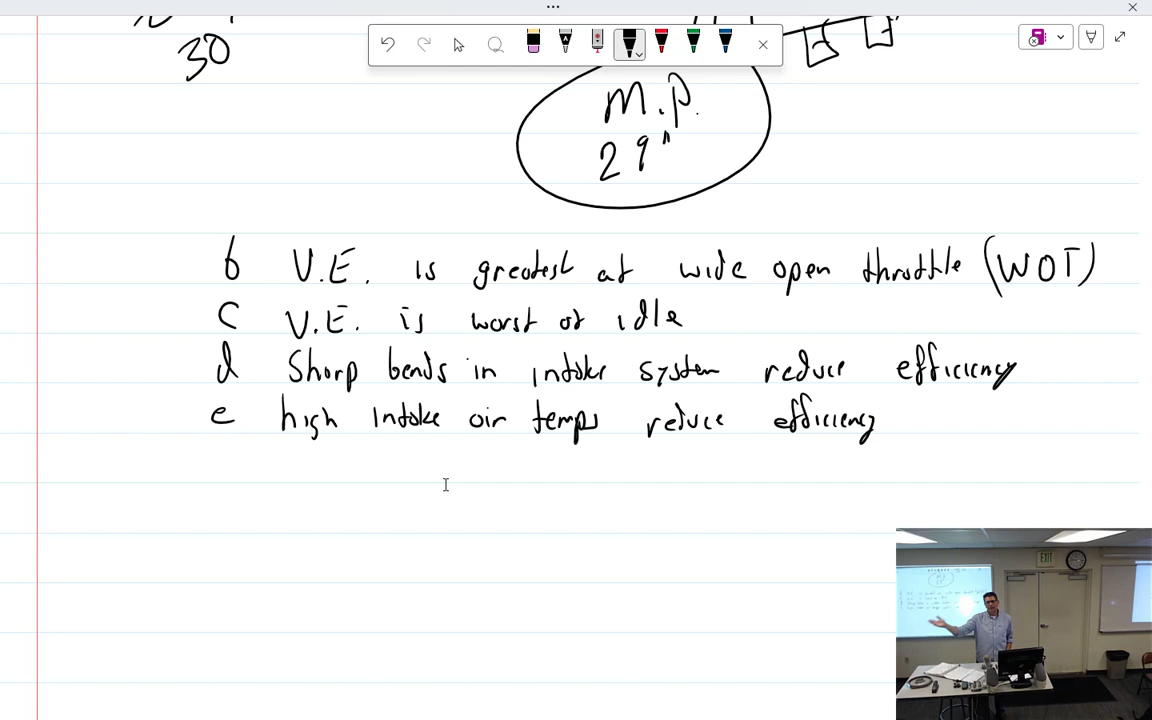 30
M.P.
29"
b V.E. is greatest at wide open throttle (WOT)
c V.E. is worst at idle
d Sharp bends in intake system reduce efficiency
e high intake air temps reduce efficiency
EXIT